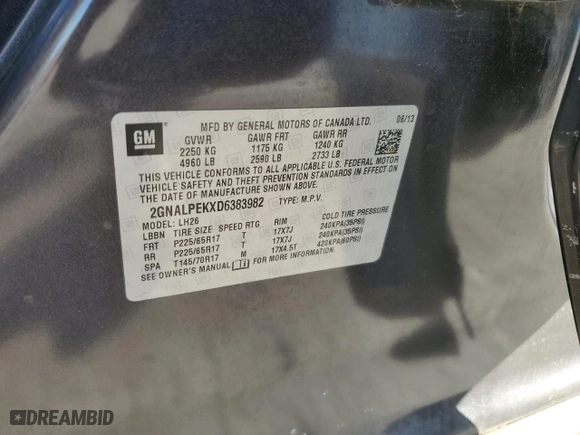 GM
MFD BY GENERAL MOTORS OF CANADA LTD. 06/13
GVWR GAWR FRT GAWR RR
2250 KG 1175 KG 1240 KG
4960 LB 2590 LB 2733 LB
THIS VEHICLE CONFORMS TO ALL APPLICABLE U.S. FEDERAL MOTOR
VEHICLE SAFETY AND THEFT PREVENTION STANDARDS IN EFFECT ON
THE DATE OF MANUFACTURE SHOWN ABOVE.
2GNALPEKXD6383982 TYPE: M.P.V.
MODEL: LH26
LBBN TIRE SIZE SPEED RTG RIM
FRT P225/65R17 T 17X7J 240KPA(35PSI)
RR P225/65R17 T 17X7J 240KPA(35PSI)
SPA T145/70R17 M 17X4.5T 420KPA(60PSI)
SEE OWNER'S MANUAL FOR MORE INFORMATION.
DREAMBID